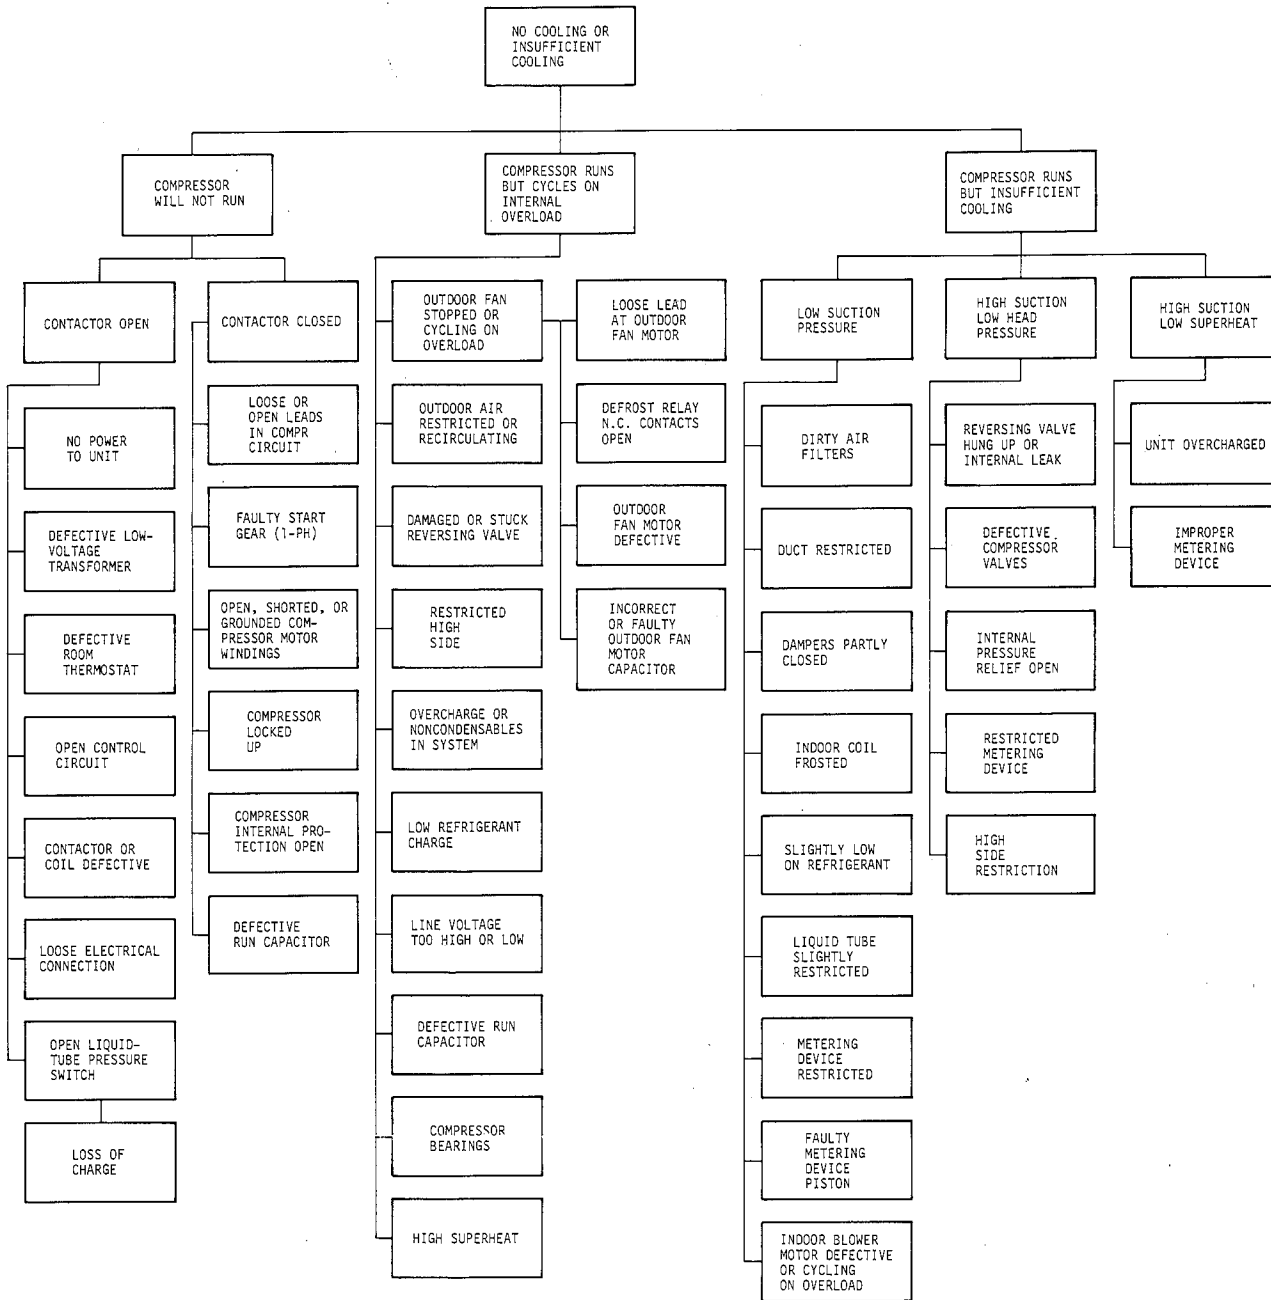 NO COOLING OR
INSUFFICIENT
COOLING
COMPRESSOR
WILL NOT RUN
COMPRESSOR RUNS
BUT CYCLES ON
INTERNAL
OVERLOAD
COMPRESSOR RUNS
BUT INSUFFICIENT
COOLING
CONTACTOR OPEN
NO POWER
TO UNIT
DEFECTIVE LOW-
VOLTAGE
TRANSFORMER
DEFECTIVE
ROOM
THERMOSTAT
OPEN CONTROL
CIRCUIT
CONTACTOR OR
COIL DEFECTIVE
LOOSE ELECTRICAL
CONNECTION
OPEN LIQUID-
TUBE PRESSURE
SWITCH
LOSS OF
CHARGE
CONTACTOR CLOSED
LOOSE OR
OPEN LEADS
IN COMPR
CIRCUIT
FAULTY START
GEAR (1-PH)
OPEN, SHORTED, OR
GROUNDED COM-
PRESSOR MOTOR
WINDINGS
COMPRESSOR
LOCKED
UP
COMPRESSOR
INTERNAL PRO-
TECTION OPEN
DEFECTIVE
RUN CAPACITOR
OUTDOOR FAN
STOPPED OR
CYCLING ON
OVERLOAD
OUTDOOR AIR
RESTRICTED OR
RECIRCULATING
DAMAGED OR STUCK
REVERSING VALVE
RESTRICTED
HIGH
SIDE
OVERCHARGE OR
NONCONDENSABLES
IN SYSTEM
LOW REFRIGERANT
CHARGE
LINE VOLTAGE
TOO HIGH OR LOW
DEFECTIVE RUN
CAPACITOR
COMPRESSOR
BEARINGS
HIGH SUPERHEAT
LOOSE LEAD
AT OUTDOOR
FAN MOTOR
DEFROST RELAY
N.C. CONTACTS
OPEN
OUTDOOR
FAN MOTOR
DEFECTIVE
INCORRECT
OR FAULTY
OUTDOOR FAN
MOTOR
CAPACITOR
LOW SUCTION
PRESSURE
DIRTY AIR
FILTERS
DUCT RESTRICTED
DAMPERS PARTLY
CLOSED
INDOOR COIL
FROSTED
SLIGHTLY LOW
ON REFRIGERANT
LIQUID TUBE
SLIGHTLY
RESTRICTED
METERING
DEVICE
RESTRICTED
FAULTY
METERING
DEVICE
PISTON
INDOOR BLOWER
MOTOR DEFECTIVE
OR CYCLING
ON OVERLOAD
HIGH SUCTION
LOW HEAD
PRESSURE
REVERSING VALVE
HUNG UP OR
INTERNAL LEAK
DEFECTIVE
COMPRESSOR
VALVES
INTERNAL
PRESSURE
RELIEF OPEN
RESTRICTED
METERING
DEVICE
HIGH
SIDE
RESTRICTION
HIGH SUCTION
LOW SUPERHEAT
UNIT OVERCHARGED
IMPROPER
METERING
DEVICE